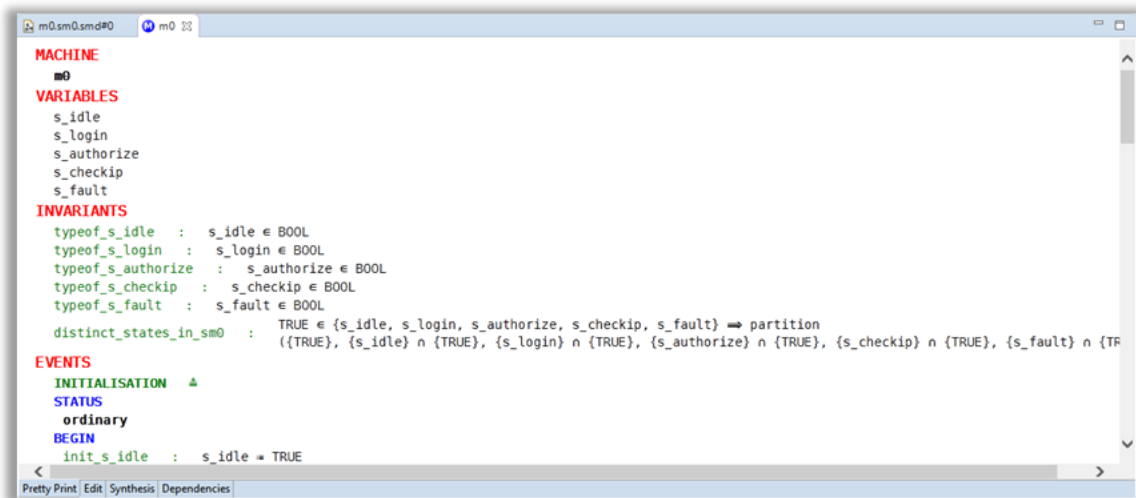 m0.sm0.smd#0 M m0
MACHINE
m0
VARIABLES
s_idle
s_login
s_authorize
s_checkip
s_fault
INVARIANTS
typeof_s_idle : s_idle ∈ BOOL
typeof_s_login : s_login ∈ BOOL
typeof_s_authorize : s_authorize ∈ BOOL
typeof_s_checkip : s_checkip ∈ BOOL
typeof_s_fault : s_fault ∈ BOOL
distinct_states_in_sm0 : TRUE ∈ {s_idle, s_login, s_authorize, s_checkip, s_fault} ⇒ partition
({TRUE}, {s_idle} ∩ {TRUE}, {s_login} ∩ {TRUE}, {s_authorize} ∩ {TRUE}, {s_checkip} ∩ {TRUE}, {s_fault} ∩ {TR
EVENTS
INITIALISATION ≙
STATUS
ordinary
BEGIN
init_s_idle : s_idle ≔ TRUE
Pretty Print Edit Synthesis Dependencies